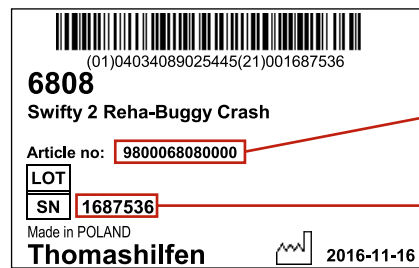 (01)04034089025445(21)001687536
6808
Swifty 2 Reha-Buggy Crash
Article no: 9800068080000
LOT
SN 1687536
Made in POLAND
Thomashilfen 2016-11-16